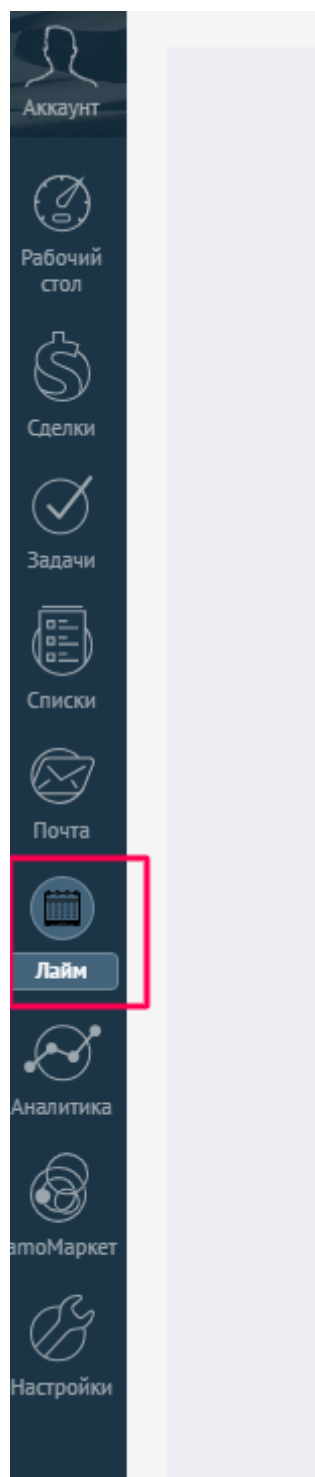 Аккаунт
Рабочий
стол
Сделки
Задачи
Списки
Почта
Лайм
Аналитика
amoМаркет
Настройки